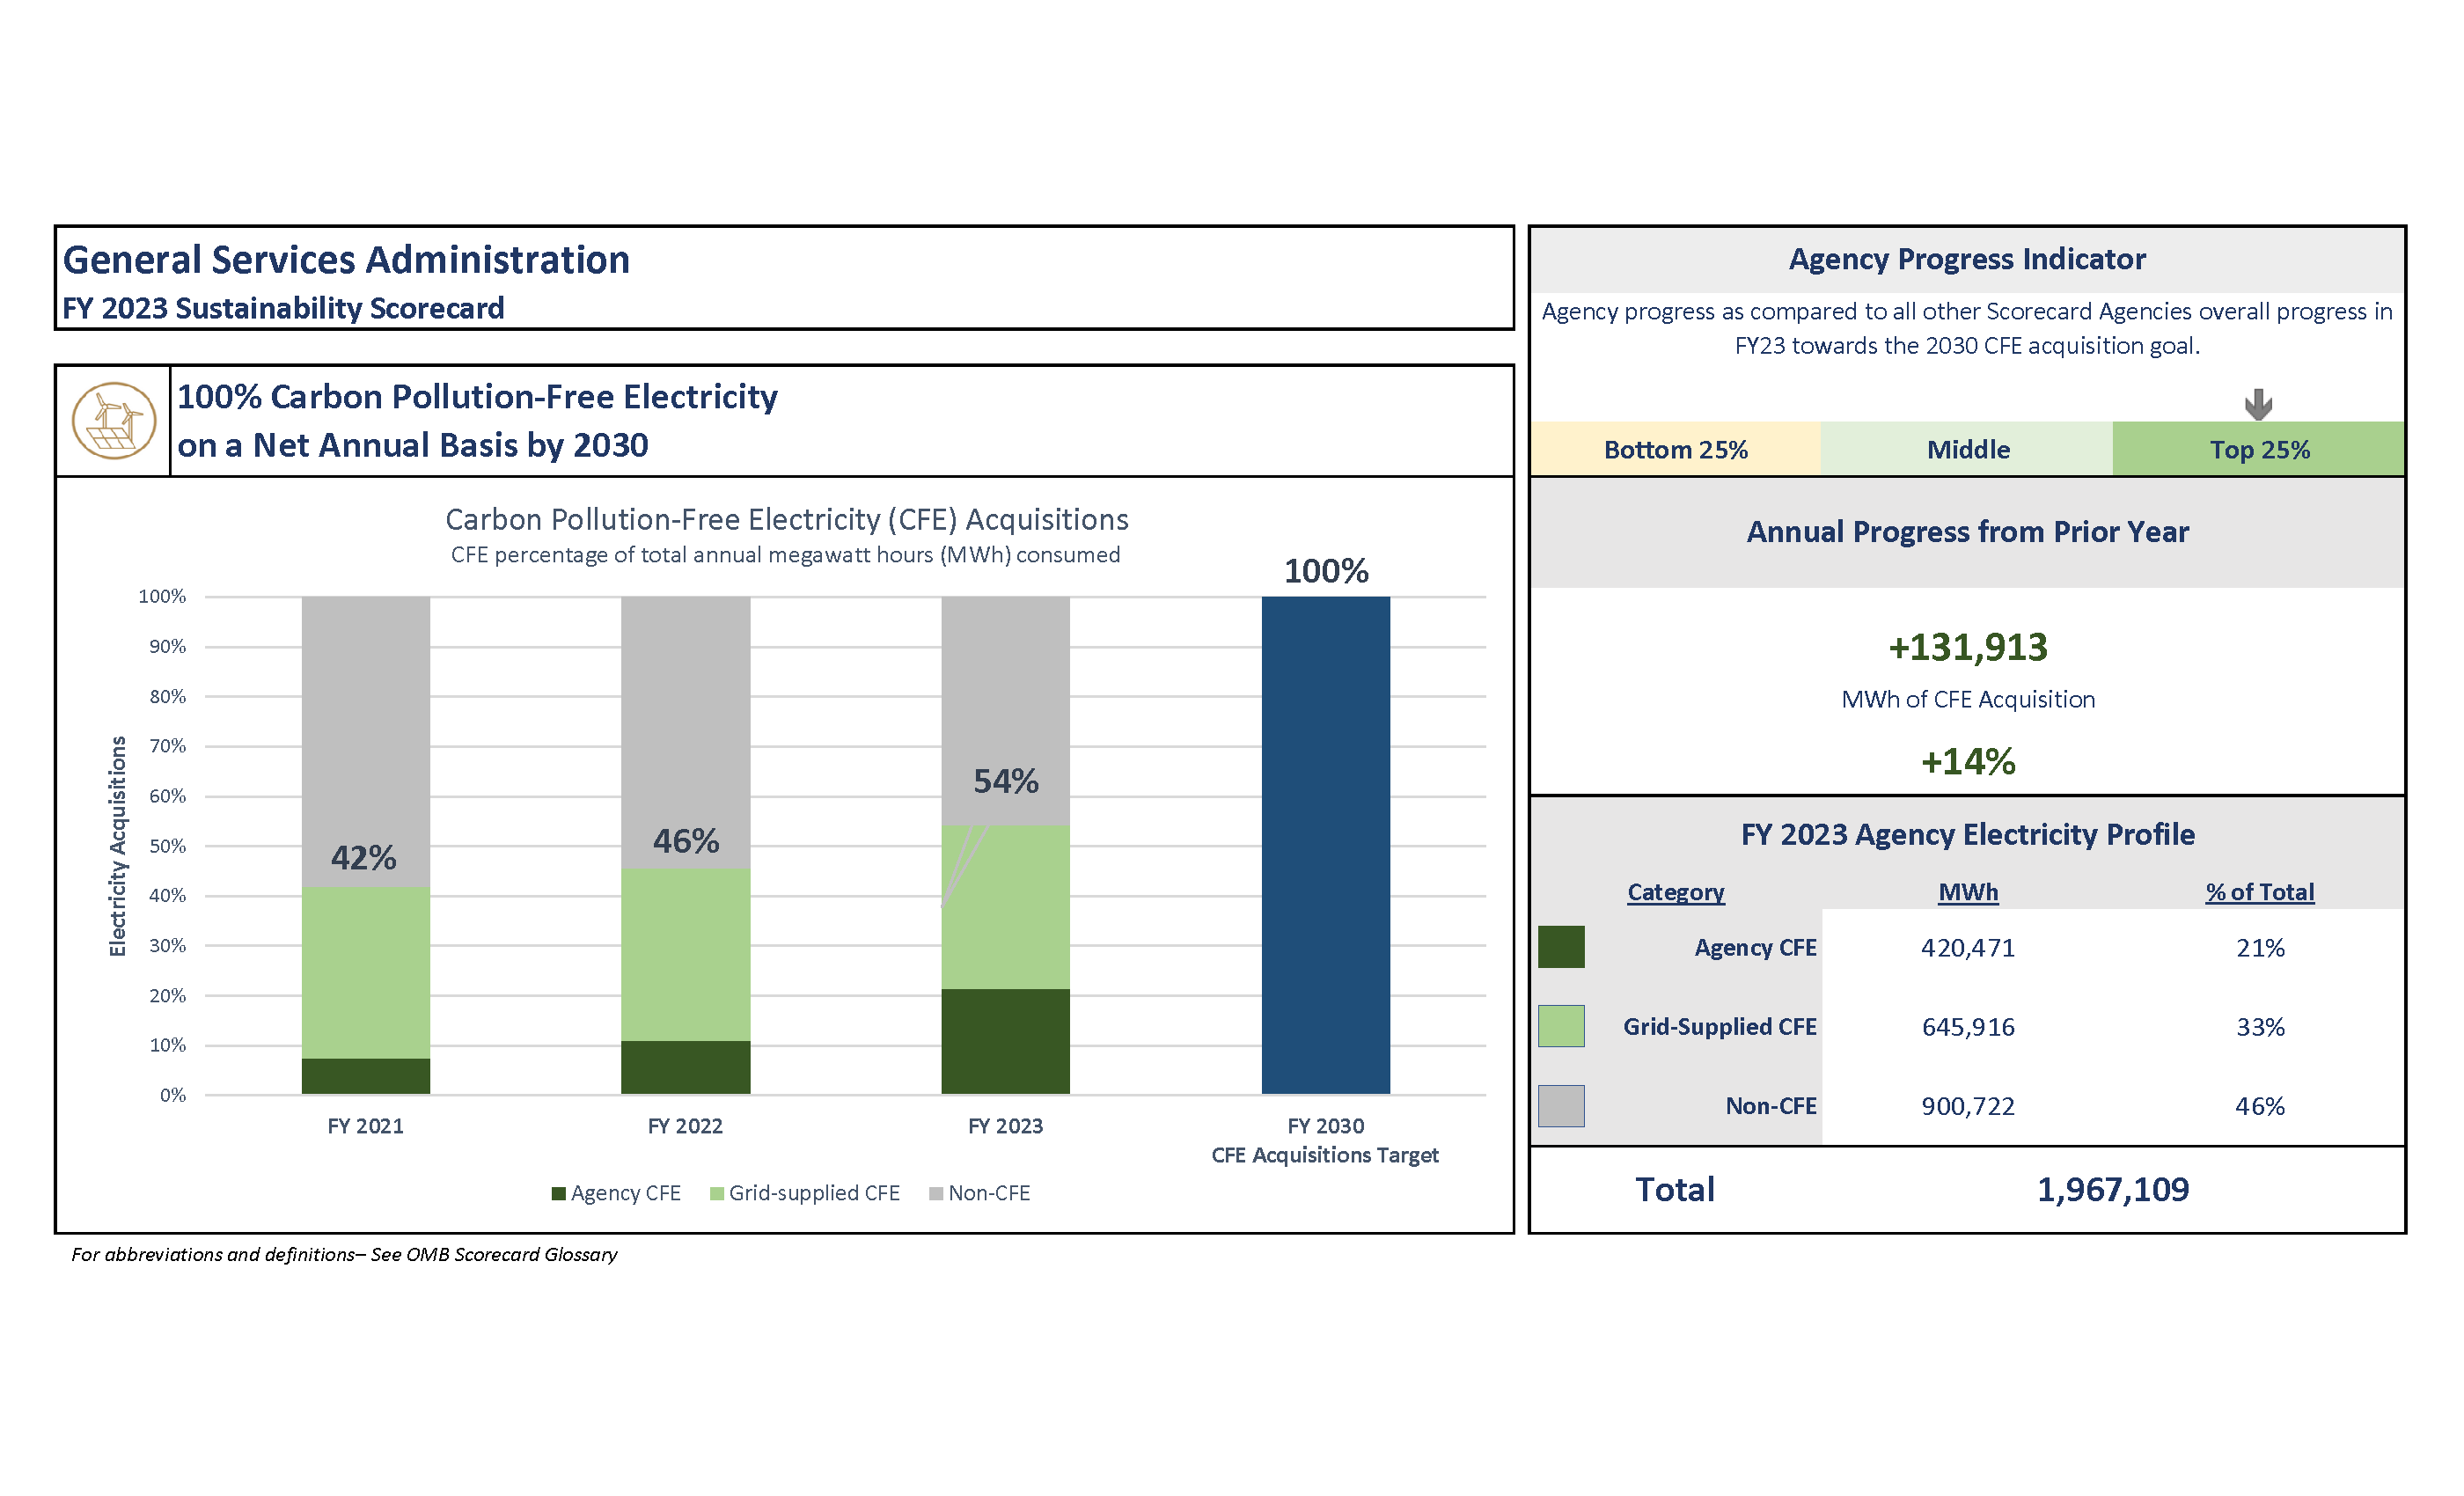 General Services Administration
FY 2023 Sustainability Scorecard
100% Carbon Pollution-Free Electricity
on a Net Annual Basis by 2030
Carbon Pollution-Free Electricity (CFE) Acquisitions
CFE percentage of total annual megawatt hours (MWh) consumed
Electricity Acquisitions
100%
90%
80%
70%
60%
50%
40%
30%
20%
10%
0%
42%
46%
54%
100%
FY 2021
FY 2022
FY 2023
FY 2030
CFE Acquisitions Target
Agency CFE Grid-supplied CFE Non-CFE
For abbreviations and definitions– See OMB Scorecard Glossary
Agency Progress Indicator
Agency progress as compared to all other Scorecard Agencies overall progress in
FY23 towards the 2030 CFE acquisition goal.
Bottom 25% Middle Top 25%
Annual Progress from Prior Year
+131,913
MWh of CFE Acquisition
+14%
FY 2023 Agency Electricity Profile
Category MWh % of Total
Agency CFE 420,471 21%
Grid-Supplied CFE 645,916 33%
Non-CFE 900,722 46%
Total 1,967,109